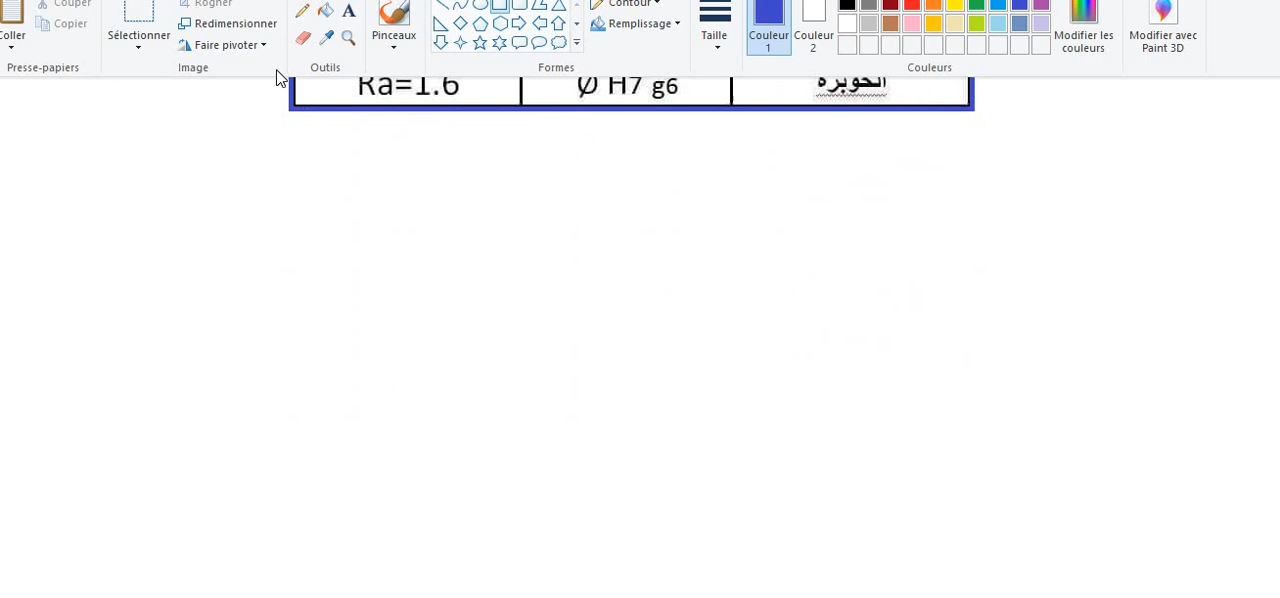 Couper
Rogner
Contour
Coller
Copier
Sélectionner
Redimensionner
Faire pivoter
Pinceaux
Remplissage
Taille
Couleur 1
Couleur 2
Modifier les couleurs
Modifier avec Paint 3D
Presse-papiers
Image
Outils
Formes
Couleurs
Ra=1.6
Ø H7 g6